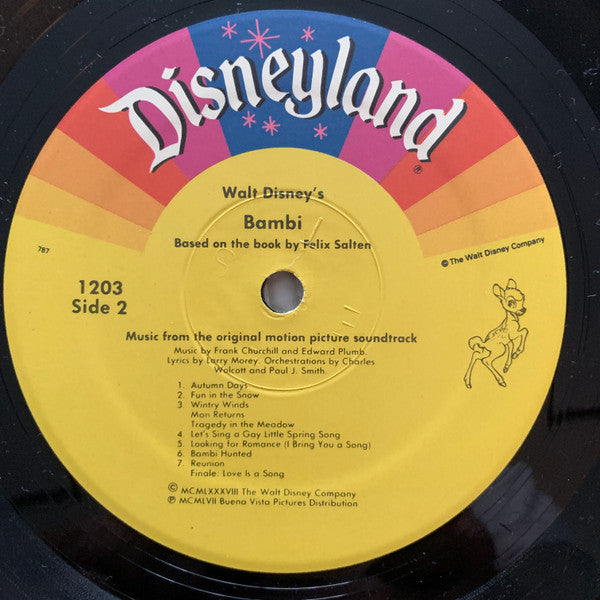 Disneyland
®
Walt Disney's
Bambi
Based on the book by Felix Salten
787
© The Walt Disney Company
1203
Side 2
Music from the original motion picture soundtrack
Music by Frank Churchill and Edward Plumb.
Lyrics by Larry Morey. Orchestrations by Charles
Wolcott and Paul J. Smith.
1. Autumn Days
2. Fun in the Snow
3 Wintry Winds
Man Returns
Tragedy in the Meadow
4 Let's Sing a Gay Little Spring Song
5. Looking for Romance (I Bring You a Song)
6. Bambi Hunted
7. Reunion
Finale: Love Is a Song
© MCMLXXXVIII The Walt Disney Company
℗ MCMLVII Buena Vista Pictures Distribution